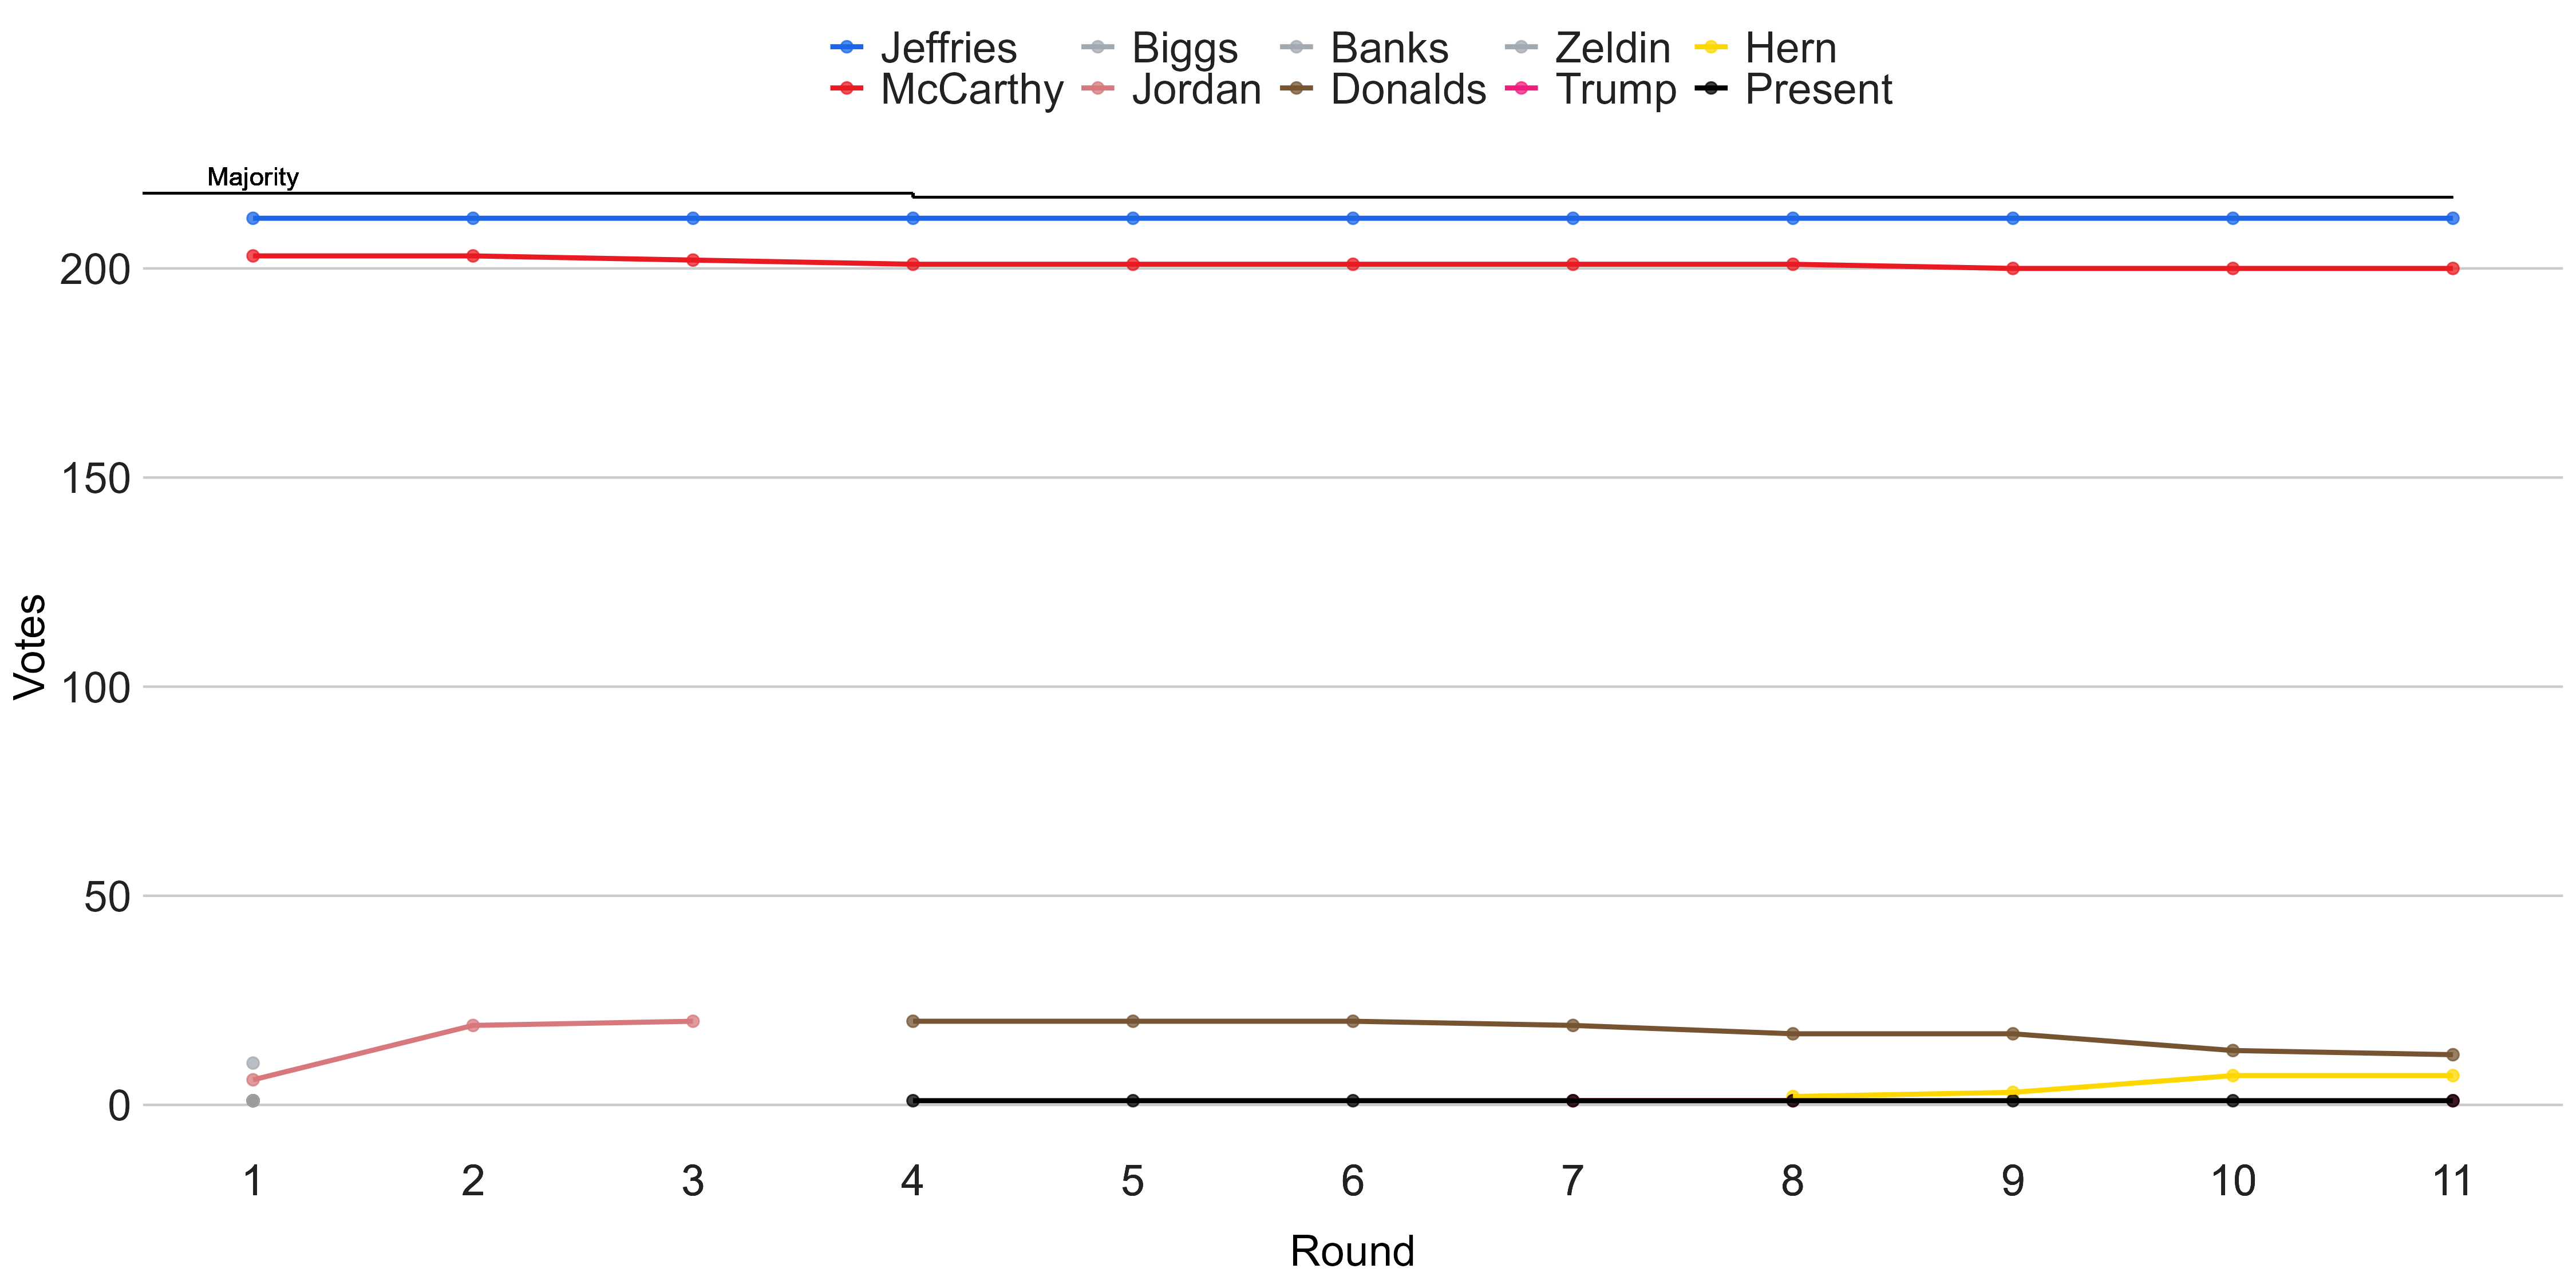 Jeffries Biggs Banks Zeldin Hern
McCarthy Jordan Donalds Trump Present
Majority
200
150
100
50
0
Votes
1 2 3 4 5 6 7 8 9 10 11
Round